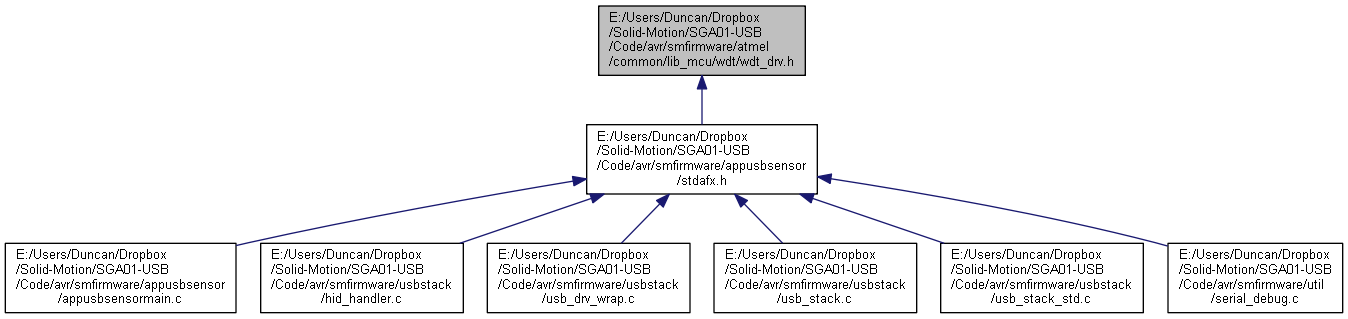 E:/Users/Duncan/Dropbox
/Solid-Motion/SGA01-USB
/Code/avr/smfirmware/atmel
/common/lib_mcu/wdt/wdt_drv.h
E:/Users/Duncan/Dropbox
/Solid-Motion/SGA01-USB
/Code/avr/smfirmware/appusbsensor
/stdafx.h
E:/Users/Duncan/Dropbox
/Solid-Motion/SGA01-USB
/Code/avr/smfirmware/appusbsensor
/appusbsensormain.c
E:/Users/Duncan/Dropbox
/Solid-Motion/SGA01-USB
/Code/avr/smfirmware/usbstack
/hid_handler.c
E:/Users/Duncan/Dropbox
/Solid-Motion/SGA01-USB
/Code/avr/smfirmware/usbstack
/usb_drv_wrap.c
E:/Users/Duncan/Dropbox
/Solid-Motion/SGA01-USB
/Code/avr/smfirmware/usbstack
/usb_stack.c
E:/Users/Duncan/Dropbox
/Solid-Motion/SGA01-USB
/Code/avr/smfirmware/usbstack
/usb_stack_std.c
E:/Users/Duncan/Dropbox
/Solid-Motion/SGA01-USB
/Code/avr/smfirmware/util
/serial_debug.c